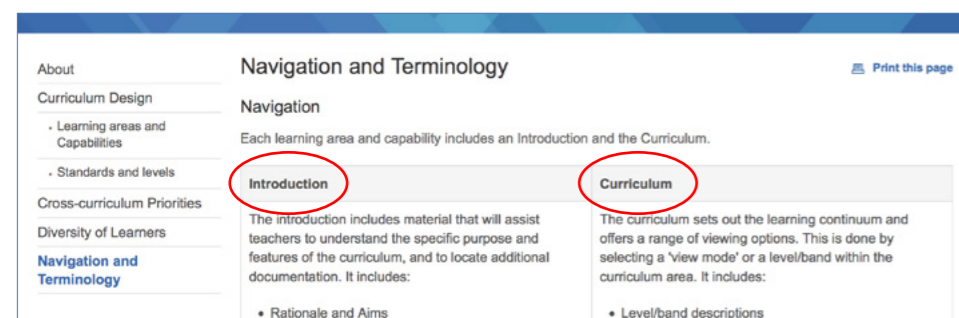 About
Curriculum Design
• Learning areas and
Capabilities
• Standards and levels
Cross-curriculum Priorities
Diversity of Learners
Navigation and
Terminology
Navigation and Terminology
Print this page
Navigation
Each learning area and capability includes an Introduction and the Curriculum.
Introduction
The introduction includes material that will assist
teachers to understand the specific purpose and
features of the curriculum, and to locate additional
documentation. It includes:
• Rationale and Aims
Curriculum
The curriculum sets out the learning continuum and
offers a range of viewing options. This is done by
selecting a 'view mode' or a level/band within the
curriculum area. It includes:
• Level/band descriptions